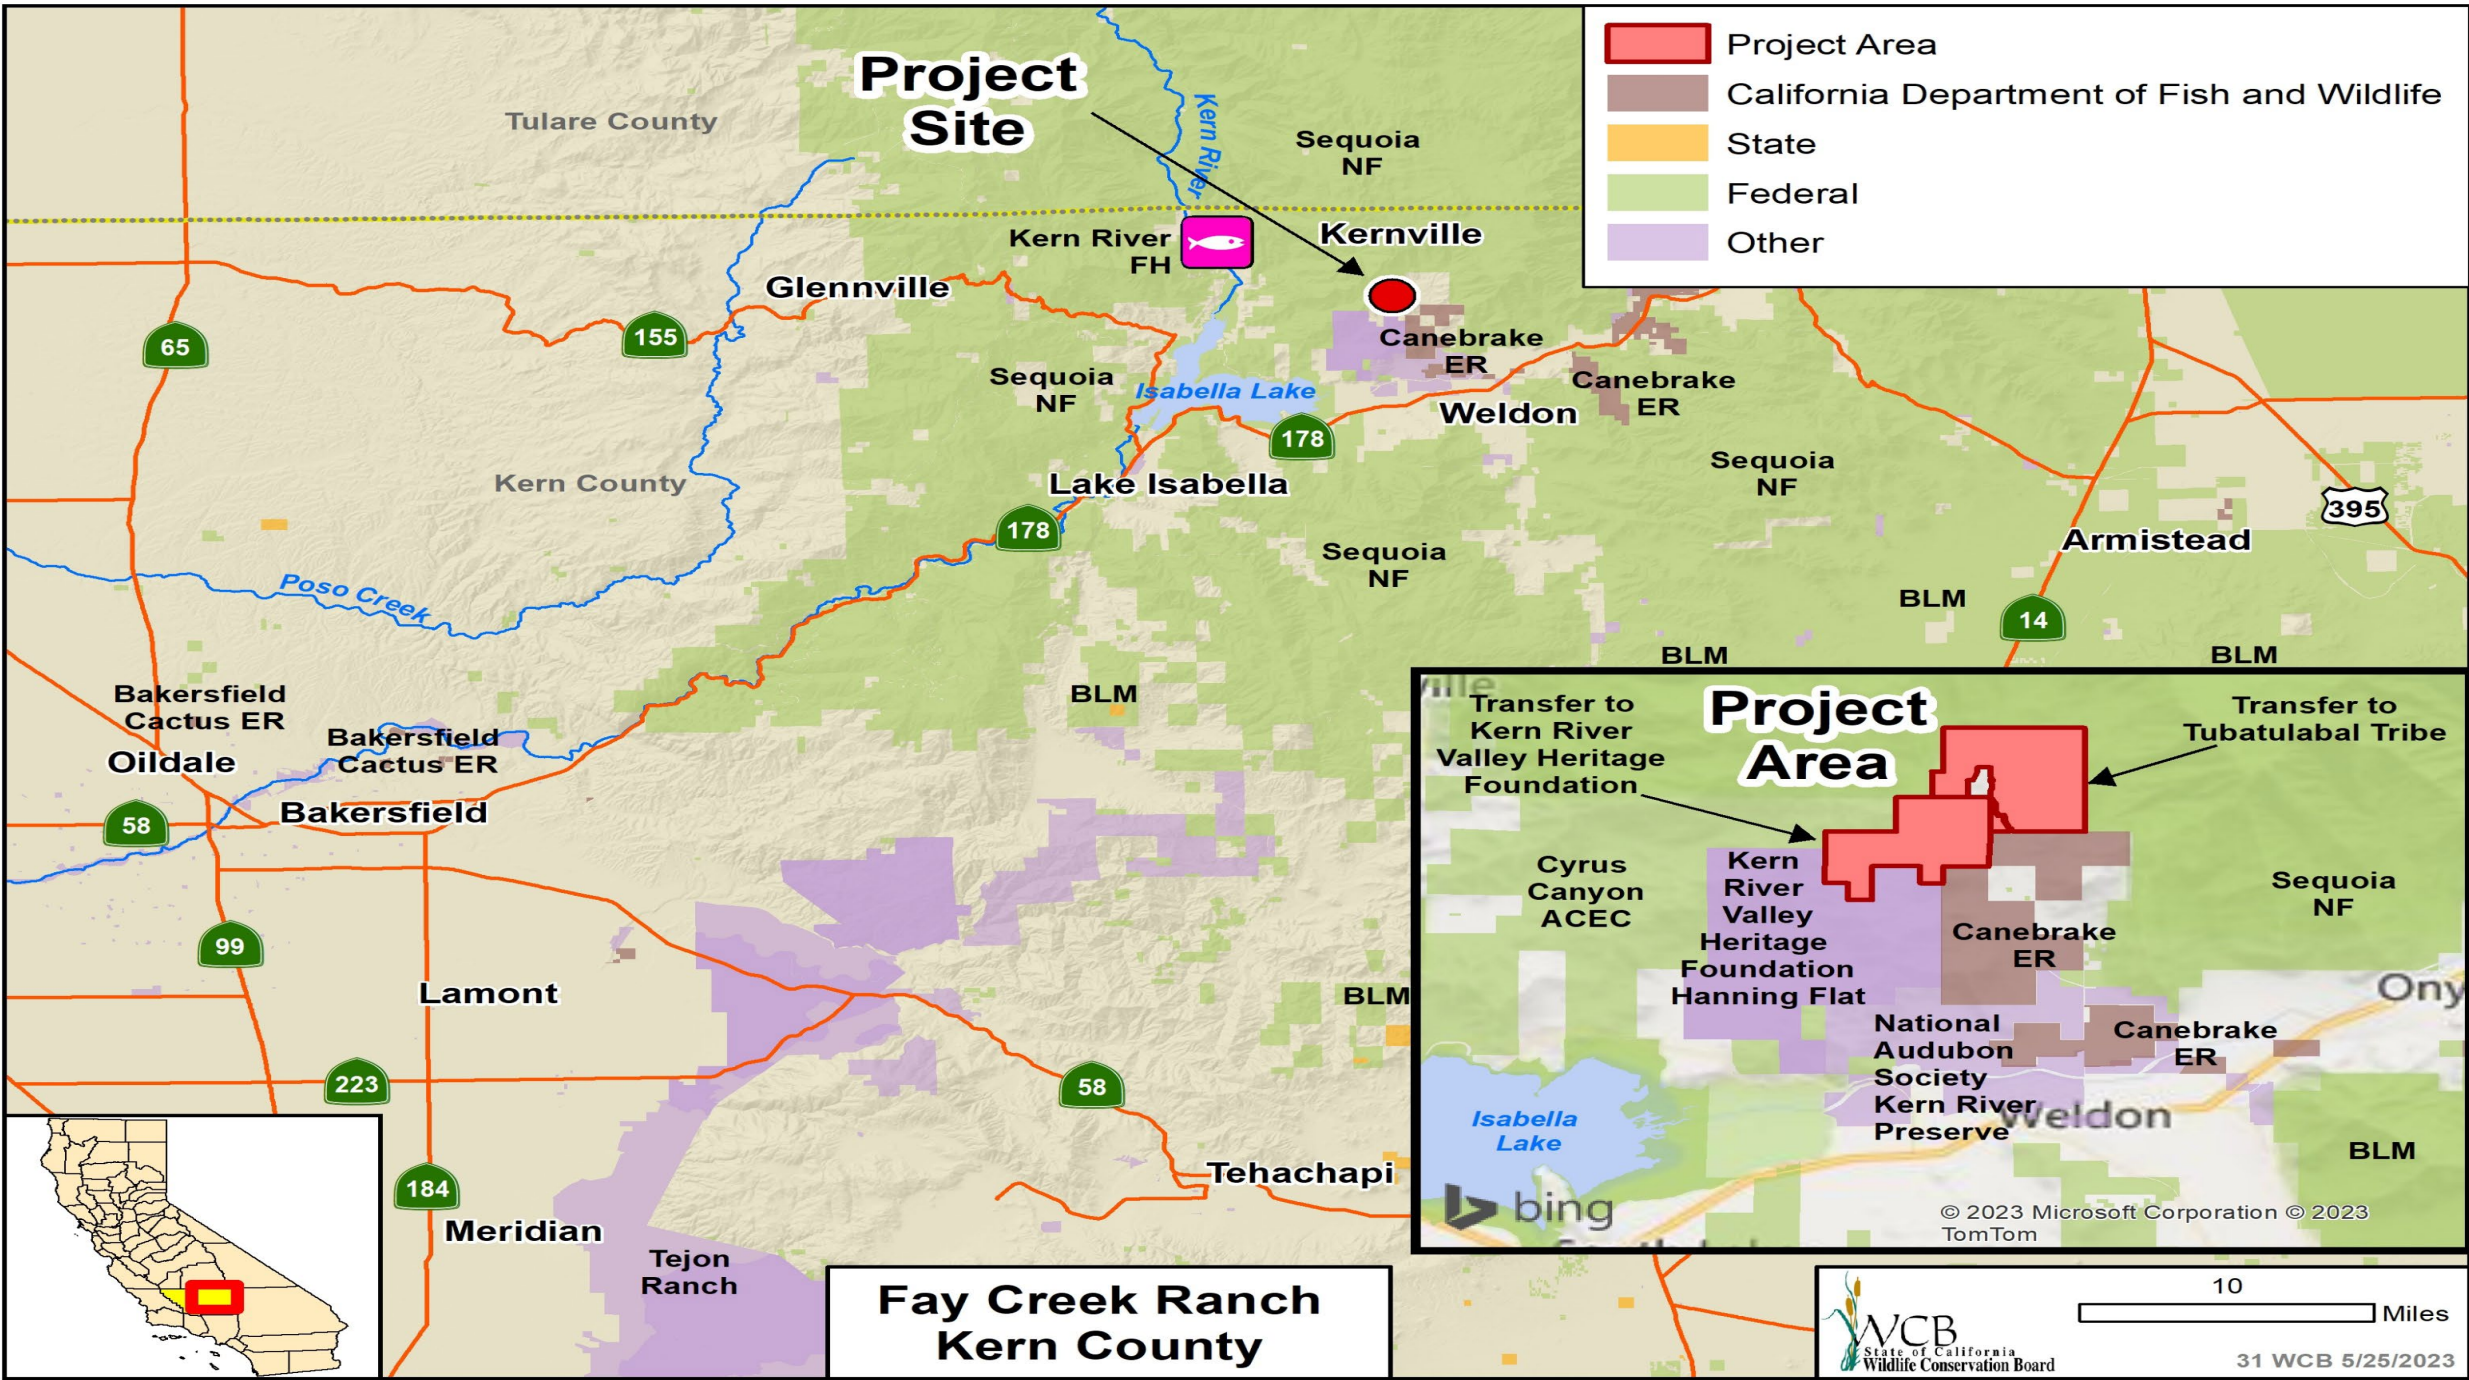 Project
Site
Tulare County
Kern River
Sequoia
NF
Project Area
California Department of Fish and Wildlife
State
Federal
Other
Kern River
FH
Kernville
Glennville
65
155
Canebrake
ER
Sequoia
NF
Isabella Lake
Canebrake
ER
Weldon
178
Kern County
Lake Isabella
Sequoia
NF
395
178
Armistead
Sequoia
NF
Poso Creek
BLM
14
BLM
BLM
Bakersfield
Cactus ER
BLM
Bakersfield
Cactus ER
Oildale
58
Bakersfield
99
Lamont
BLM
223
58
184
Tehachapi
Meridian
Tejon
Ranch
ville
Transfer to
Kern River
Valley Heritage
Foundation
Project
Area
Transfer to
Tubatulabal Tribe
Cyrus
Canyon
ACEC
Kern
River
Valley
Heritage
Foundation
Hanning Flat
Canebrake
ER
Sequoia
NF
Ony
National
Audubon
Society
Kern River
Preserve
Canebrake
ER
Weldon
Isabella
Lake
BLM
bing
© 2023 Microsoft Corporation © 2023
TomTom
Fay Creek Ranch
Kern County
WCB
State of California
Wildlife Conservation Board
10
Miles
31 WCB 5/25/2023